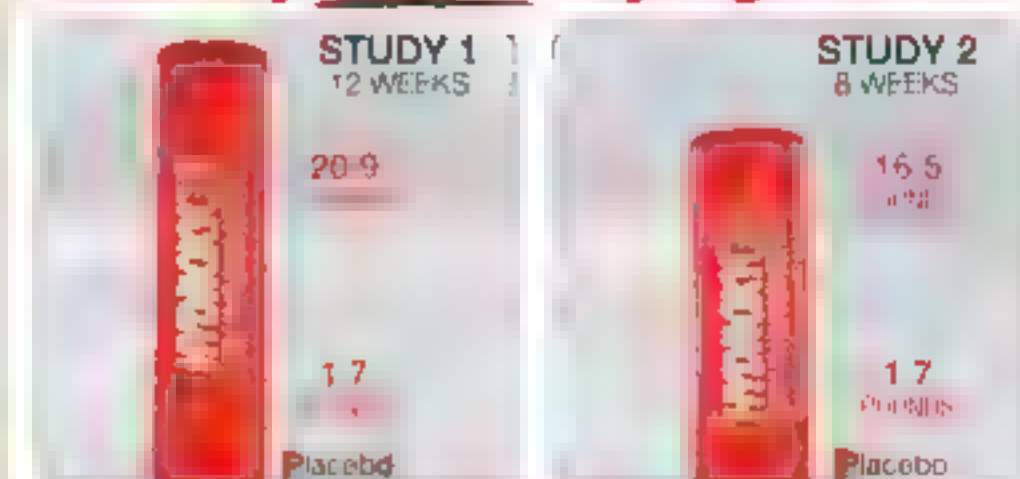 STUDY 1
12 WEEKS
20.9
1.7
Placebo
STUDY 2
8 WEEKS
16.5
1.7
POUNDS
Placebo